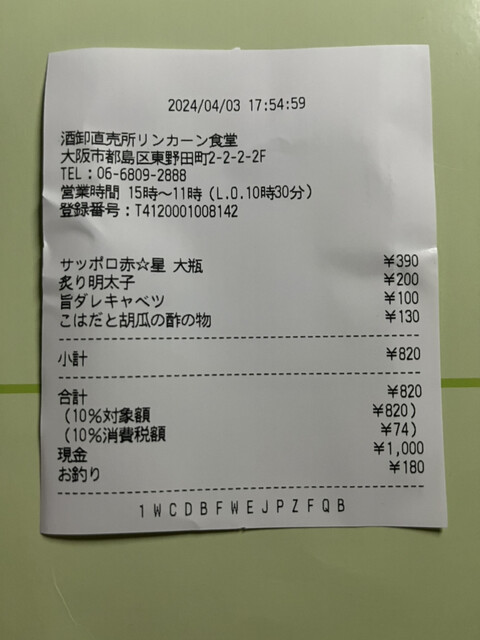 2024/04/03 17:54:59
酒卸直売所リンカーン食堂
大阪市都島区東野田町2-2-2-2F
TEL：06-6809-2888
営業時間 15時〜11時（L.O.10時30分）
登録番号：T4120001008142
サッポロ赤☆星 大瓶 ¥390
炙り明太子 ¥200
旨ダレキャベツ ¥100
こはだと胡瓜の酢の物 ¥130
小計 ¥820
合計 ¥820
（10%対象額 ¥820）
（10%消費税額 ¥74）
現金 ¥1,000
お釣り ¥180
1WCDBFWEJPZFQB